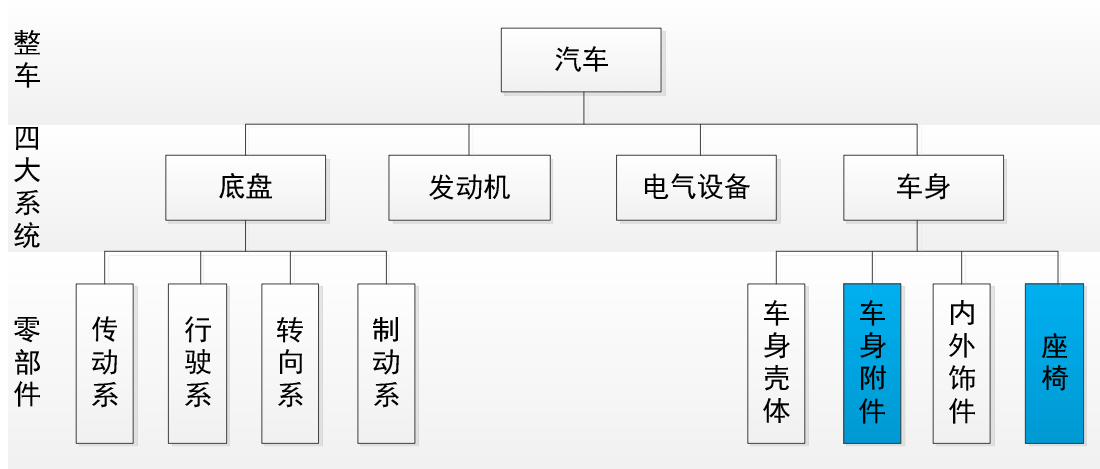 整车
汽车
四大系统
底盘
发动机
电气设备
车身
零部件
传动系
行驶系
转向系
制动系
车身壳体
车身附件
内外饰件
座椅